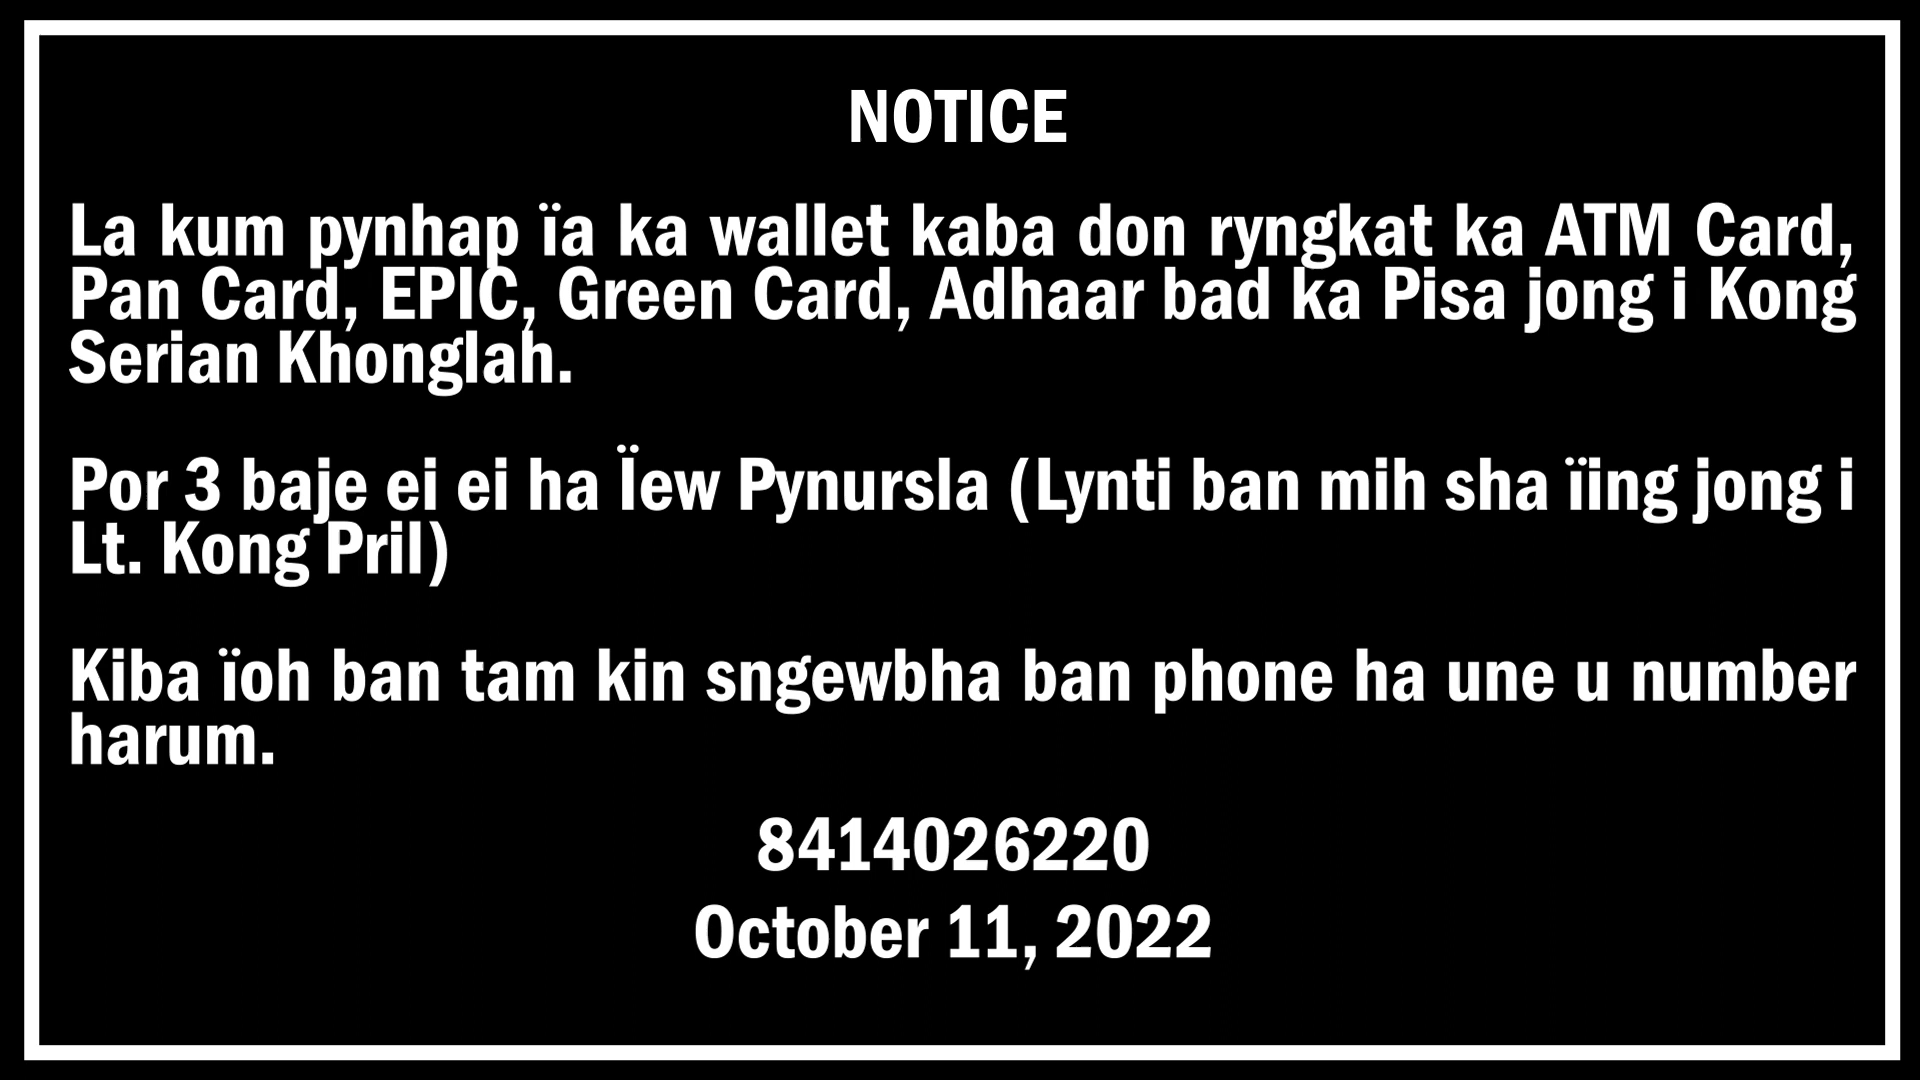 NOTICE
La kum pynhap ïa ka wallet kaba don ryngkat ka ATM Card,
Pan Card, EPIC, Green Card, Adhaar bad ka Pisa jong i Kong
Serian Khonglah.
Por 3 baje ei ei ha Ïew Pynursla (Lynti ban mih sha ïing jong i
Lt. Kong Pril)
Kiba ïoh ban tam kin sngewbha ban phone ha une u number
harum.
8414026220
October 11, 2022